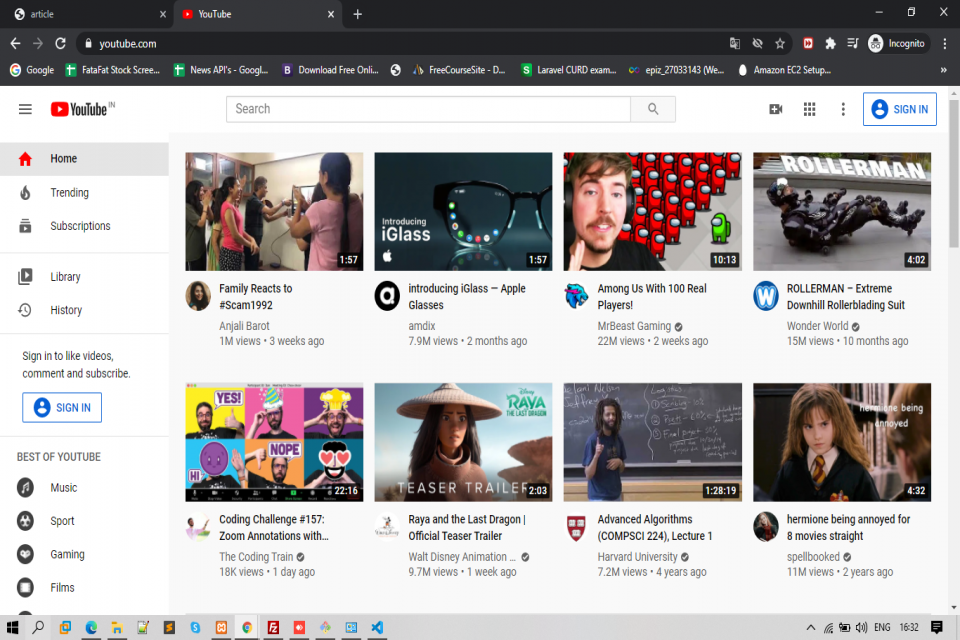 article
YouTube
youtube.com
Incognito
Google
FataFat Stock Scree...
News API's - Googl...
Download Free Onli...
FreeCourseSite - D...
Laravel CURD exam...
epiz_27033143 (We...
Amazon EC2 Setup...
YouTube IN
Search
SIGN IN
Home
Trending
Subscriptions
Library
History
Sign in to like videos,
comment and subscribe.
SIGN IN
BEST OF YOUTUBE
Music
Sport
Gaming
Films
1:57
Family Reacts to
#Scam1992
Anjali Barot
1M views • 3 weeks ago
Introducing
iGlass
1:57
introducing iGlass — Apple
Glasses
amdix
7.9M views • 2 months ago
10:13
Among Us With 100 Real
Players!
MrBeast Gaming
22M views • 2 weeks ago
ROLLERMAN
4:02
ROLLERMAN – Extreme
Downhill Rollerblading Suit
Wonder World
15M views • 10 months ago
YES!
HI
NOPE
22:16
Coding Challenge #157:
Zoom Annotations with...
The Coding Train
18K views • 1 day ago
Disney
RAYA
THE LAST DRAGON
TEASER TRAILER
2:03
Raya and the Last Dragon |
Official Teaser Trailer
Walt Disney Animation ...
9.7M views • 1 week ago
1:28:19
Advanced Algorithms
(COMPSCI 224), Lecture 1
Harvard University
7.2M views • 4 years ago
hermione being
annoyed
4:32
hermione being annoyed for
8 movies straight
spellbooked
11M views • 2 years ago
ENG
16:32